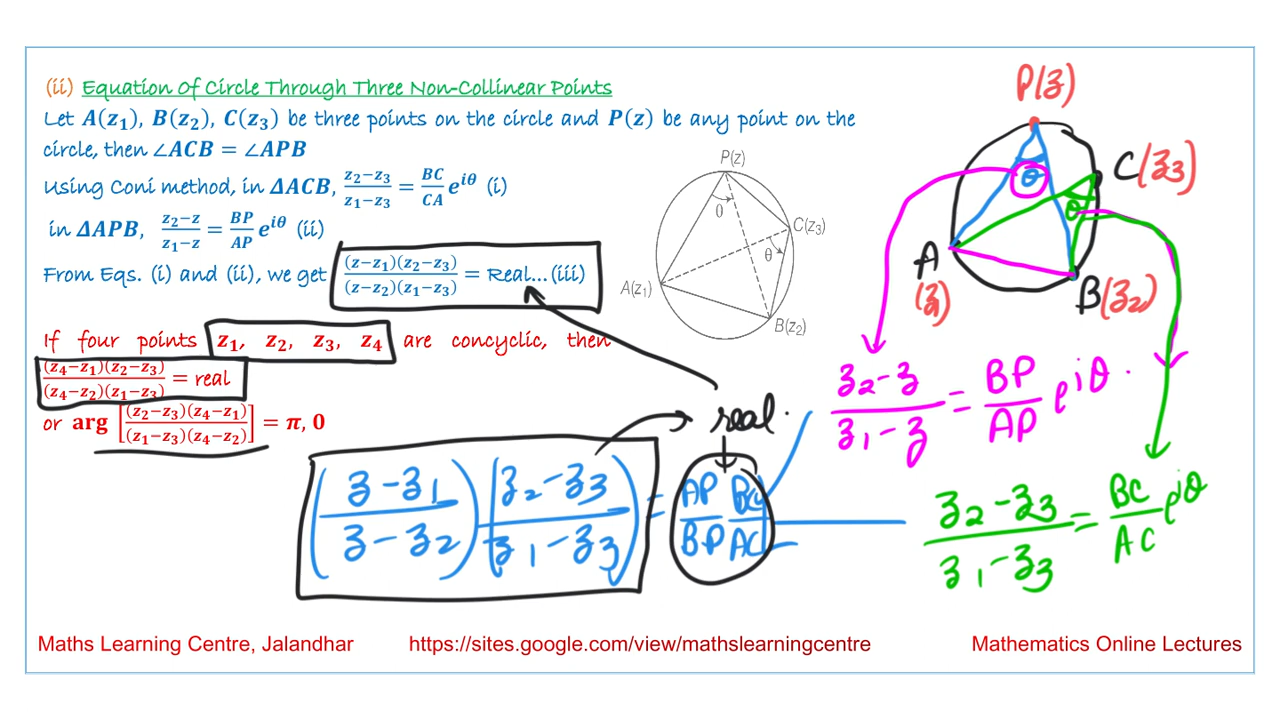 (ii) Equation Of Circle Through Three Non-Collinear Points
Let A(z₁), B(z₂), C(z₃) be three points on the circle and P(z) be any point on the
circle, then ∠ACB = ∠APB
Using Coni method, in ΔACB, (z₂−z₃)/(z₁−z₃) = BC/CA e^{iθ} (i)
in ΔAPB, (z₂−z)/(z₁−z) = BP/AP e^{iθ} (ii)
From Eqs. (i) and (ii), we get (z−z₁)(z₂−z₃)/(z−z₂)(z₁−z₃) = Real...(iii)
If four points z₁, z₂, z₃, z₄ are concyclic, then
(z₄−z₁)(z₂−z₃)/(z₄−z₂)(z₁−z₃) = real
or arg [(z₂−z₃)(z₄−z₁)/(z₁−z₃)(z₄−z₂)] = π, 0
P(z)
θ
C(z₃)
θ
A(z₁)
B(z₂)
P(z)
θ
C(z₃)
θ
A
(z₁)
B(z₂)
(z₂−z)/(z₁−z) = BP/AP e^{iθ}.
real.
((z−z₁)/(z−z₂)) ((z₂−z₃)/(z₁−z₃)) = AP/BP BC/AC
(z₂−z₃)/(z₁−z₃) = BC/AC e^{iθ}
Maths Learning Centre, Jalandhar
https://sites.google.com/view/mathslearningcentre
Mathematics Online Lectures